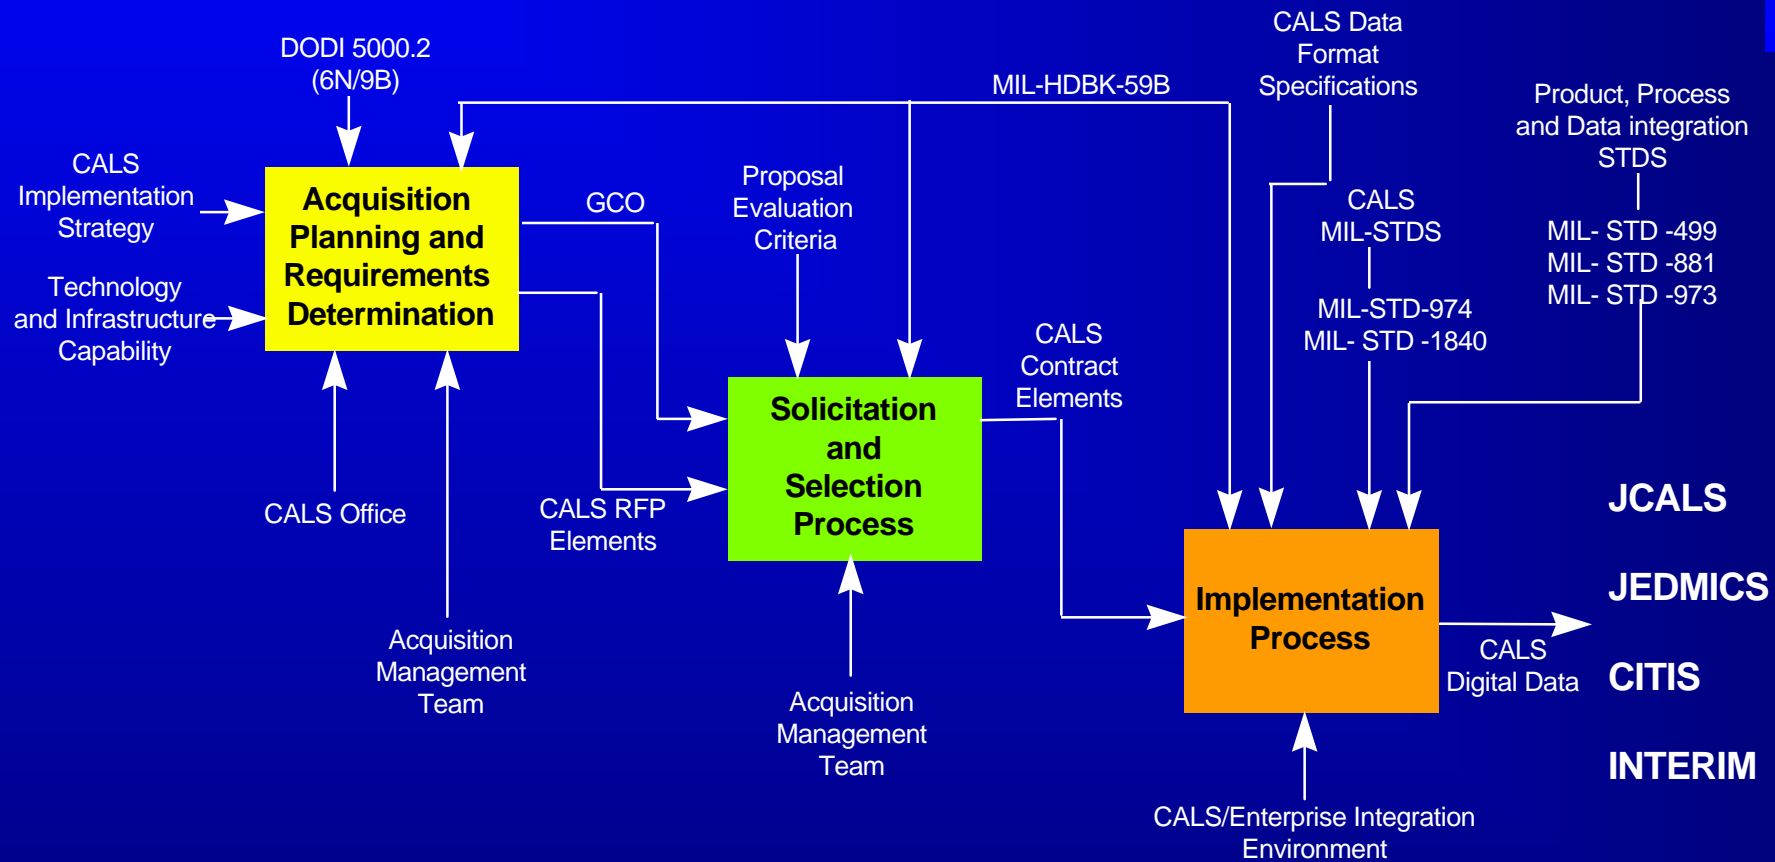 DODI 5000.2
(6N/9B)
MIL-HDBK-59B
CALS Data
Format
Specifications
Product, Process
and Data integration
STDS
CALS
Implementation
Strategy
Technology
and Infrastructure
Capability
Acquisition
Planning and
Requirements
Determination
GCO
Proposal
Evaluation
Criteria
CALS
MIL-STDS
MIL-STD-974
MIL- STD -1840
MIL- STD -499
MIL- STD -881
MIL- STD -973
CALS Office
Acquisition
Management
Team
CALS RFP
Elements
Solicitation
and
Selection
Process
CALS
Contract
Elements
Acquisition
Management
Team
Implementation
Process
CALS
Digital Data
CALS/Enterprise Integration
Environment
JCALS
JEDMICS
CITIS
INTERIM